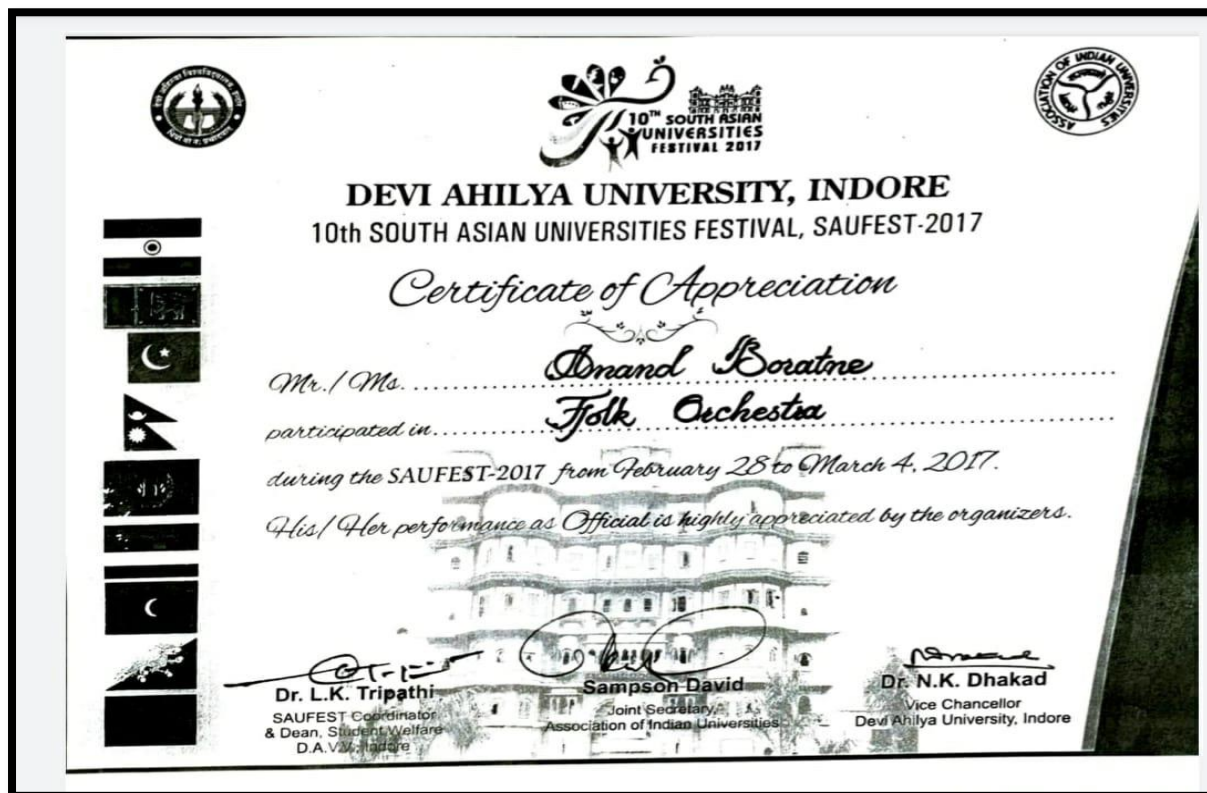 10TH SOUTH ASIAN
UNIVERSITIES
FESTIVAL 2017
ASSOCIATION OF INDIAN UNIVERSITIES
DEVI AHILYA UNIVERSITY, INDORE
10th SOUTH ASIAN UNIVERSITIES FESTIVAL, SAUFEST-2017
Certificate of Appreciation
Mr./ Ms. Anand Boratne
participated in Folk Orchestra
during the SAUFEST-2017 from February 28 to March 4, 2017.
His/ Her performance as Official is highly appreciated by the organizers.
Dr. L.K. Tripathi
SAUFEST Coordinator
& Dean, Student Welfare
D.A.V.V., Indore
Sampson David
Joint Secretary,
Association of Indian Universities
Dr. N.K. Dhakad
Vice Chancellor
Devi Ahilya University, Indore